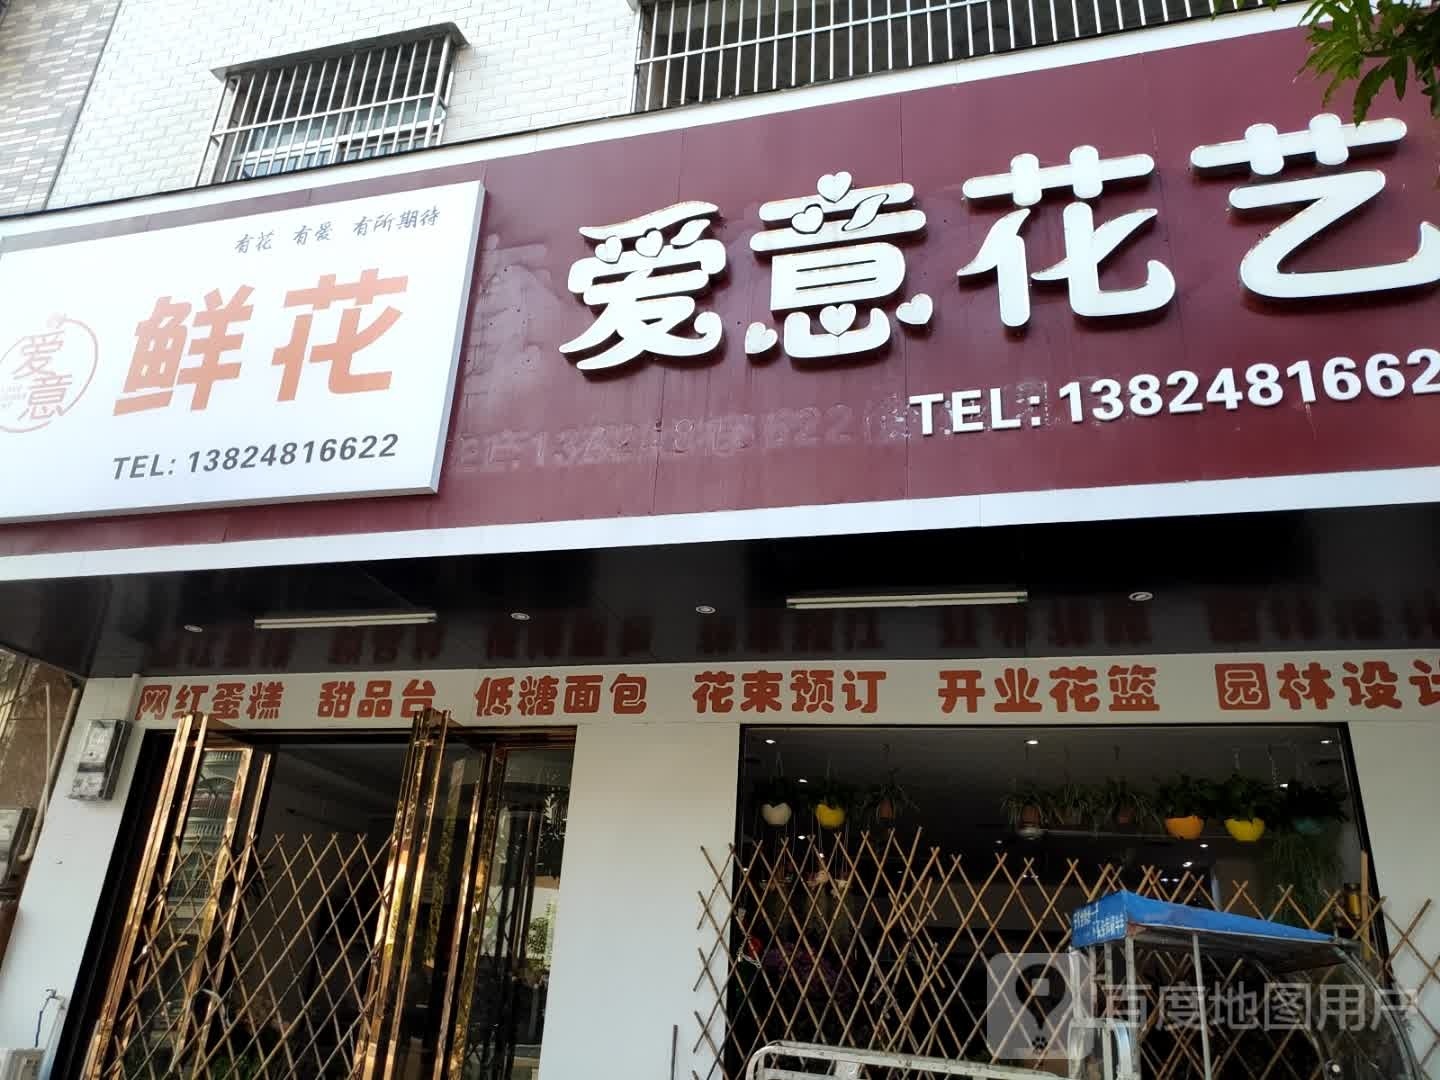 有花 有爱 有所期待
爱意
鲜花
TEL: 13824816622
爱意花艺
TEL: 1382481662
网红蛋糕 甜品台 低糖面包 花束预订 开业花篮 园林设计
百度地图用户